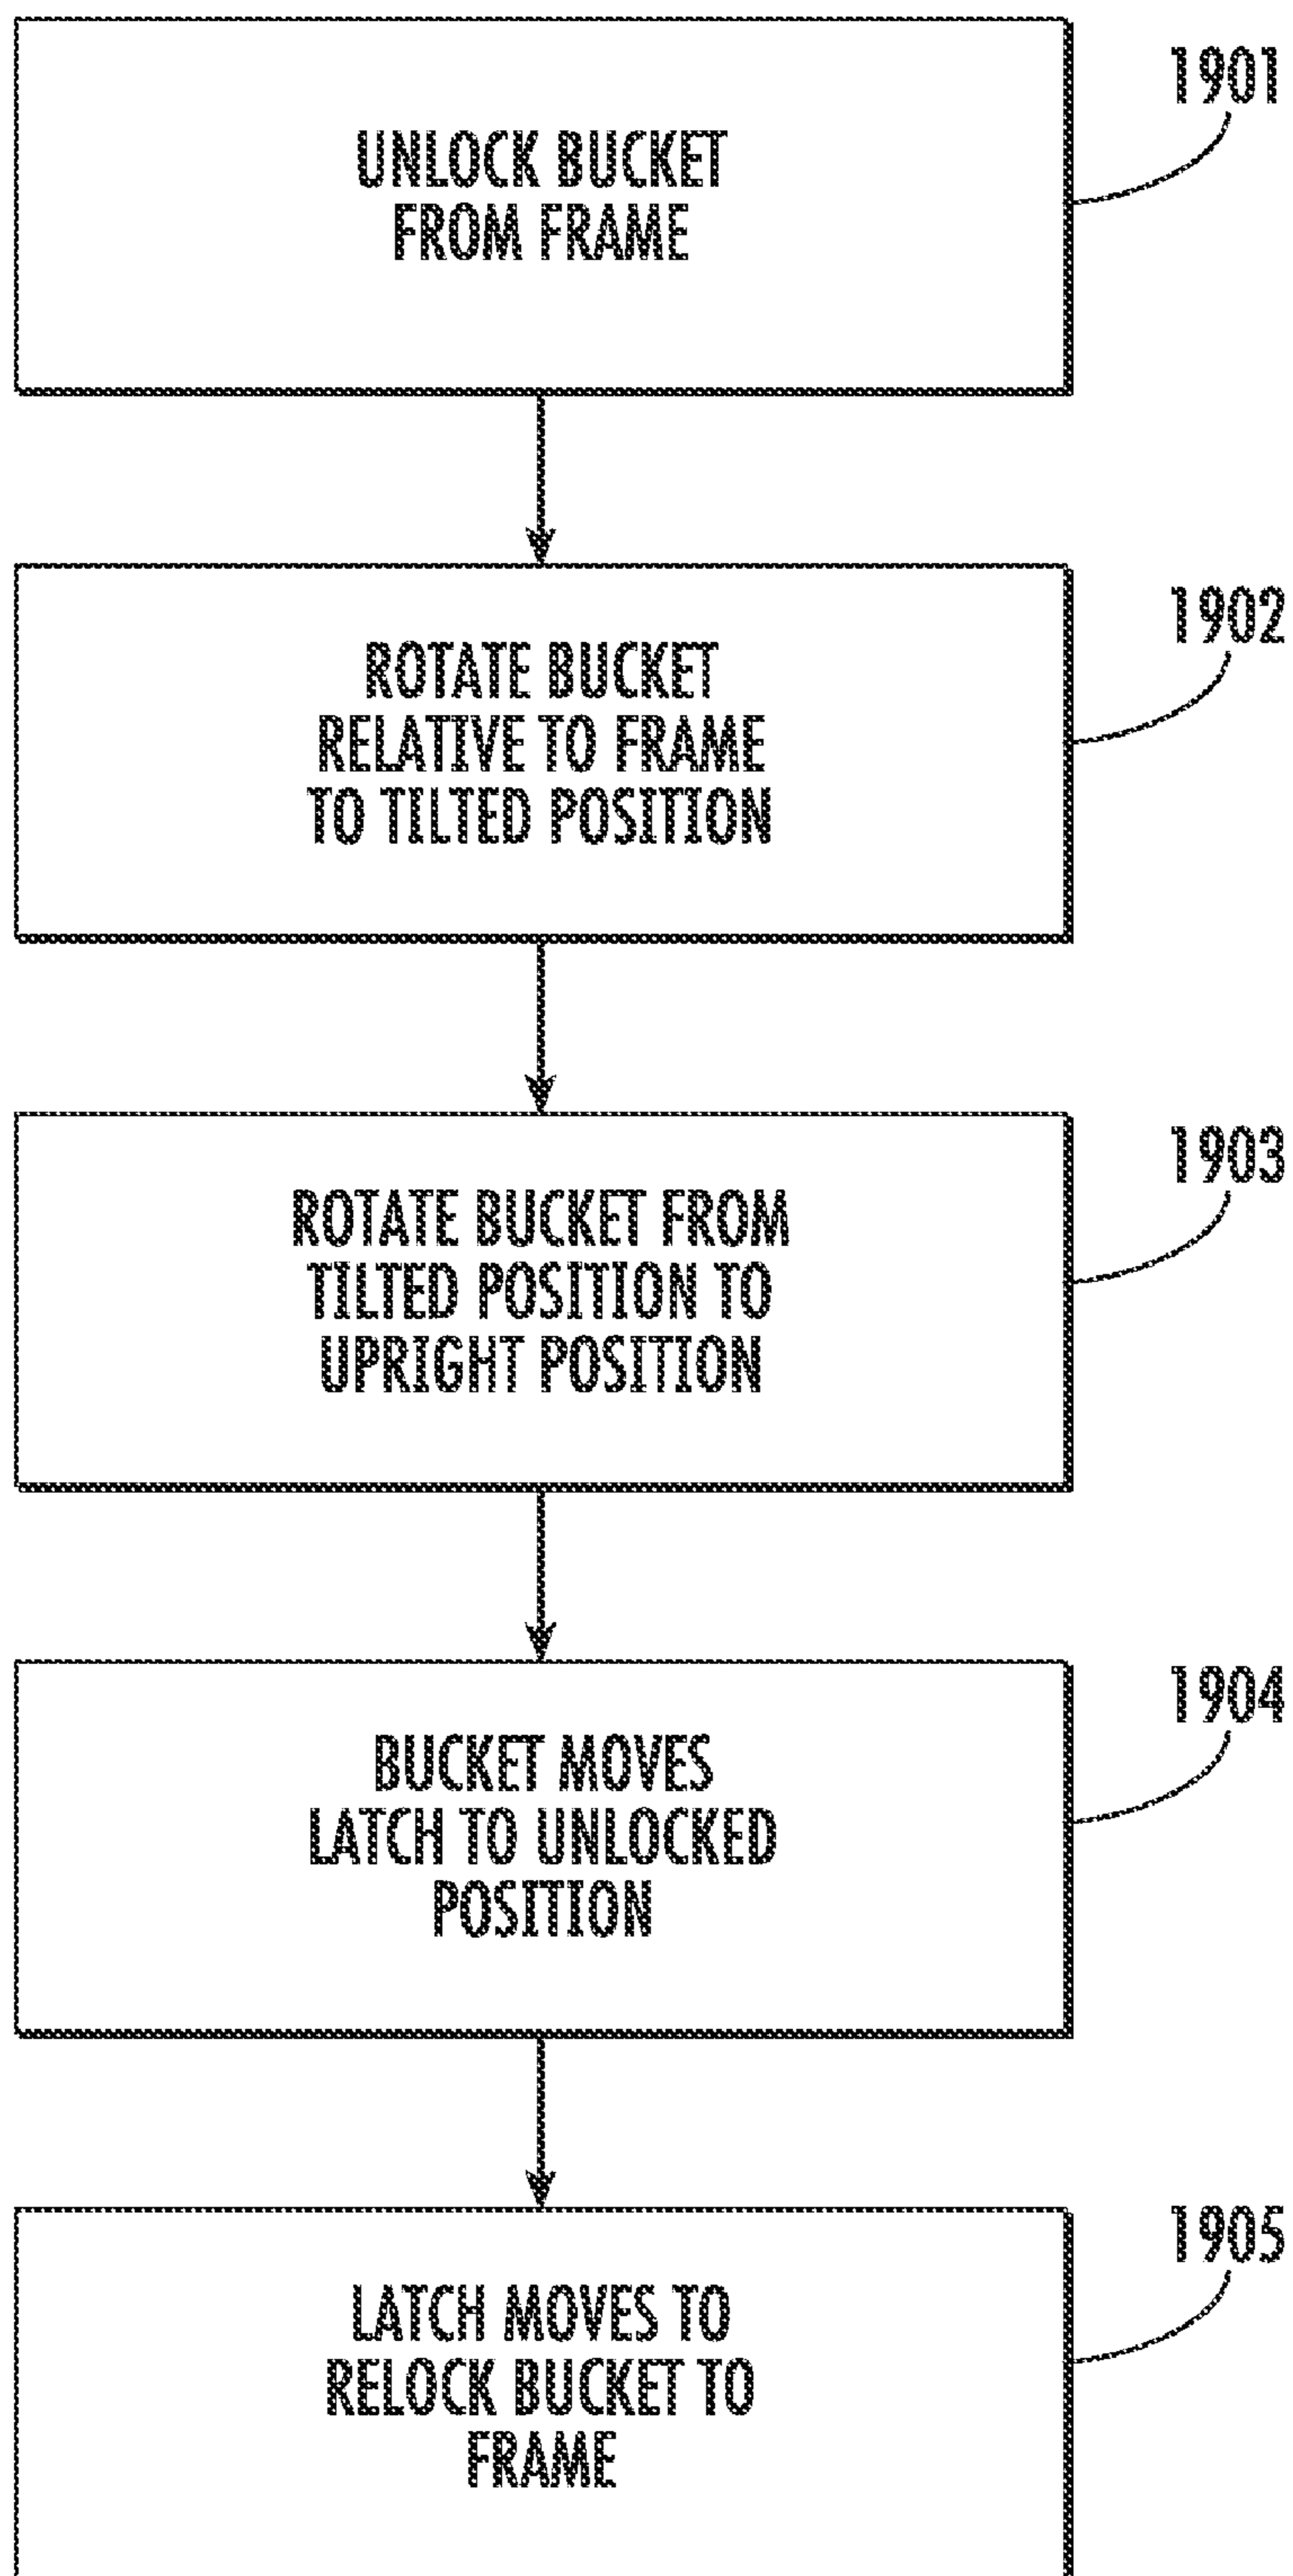 1901
UNLOCK BUCKET
FROM FRAME
1902
ROTATE BUCKET
RELATIVE TO FRAME
TO TILTED POSITION
1903
ROTATE BUCKET FROM
TILTED POSITION TO
UPRIGHT POSITION
1904
BUCKET MOVES
LATCH TO UNLOCKED
POSITION
1905
LATCH MOVES TO
RELOCK BUCKET TO
FRAME